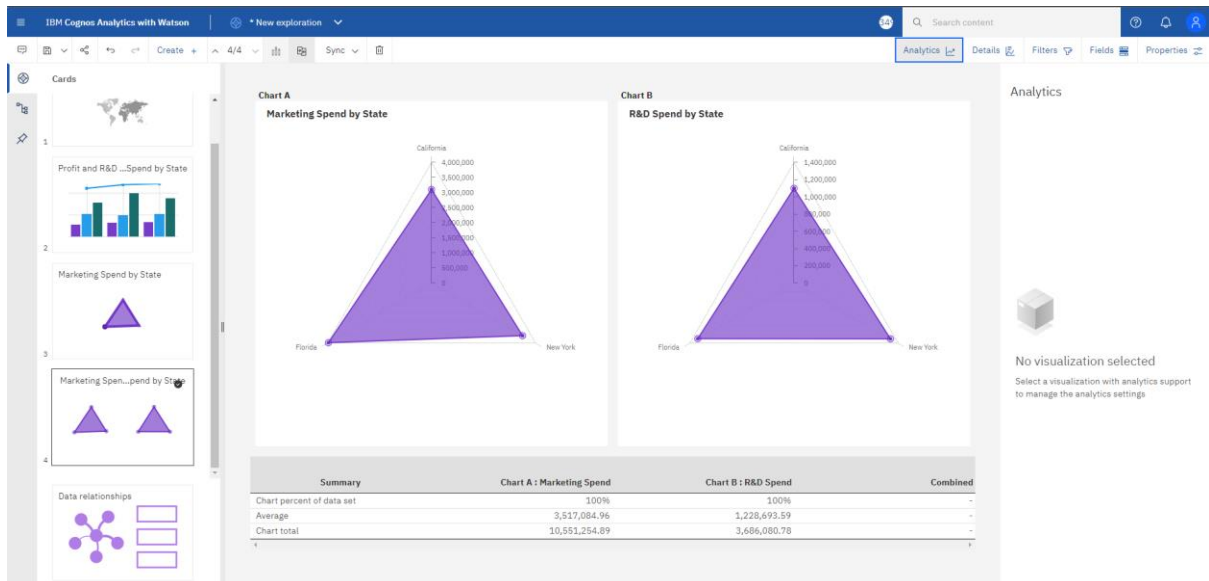 IBM Cognos Analytics with Watson
* New exploration
Search content
Create +
4/4
Sync
Analytics
Details
Filters
Fields
Properties
Cards
1
Profit and R&D ...Spend by State
2
Marketing Spend by State
3
Marketing Spen...pend by State
4
Data relationships
Chart A
Marketing Spend by State
California
4,000,000
3,500,000
3,000,000
2,500,000
2,000,000
1,500,000
1,000,000
500,000
0
Florida
New York
Chart B
R&D Spend by State
California
1,400,000
1,200,000
1,000,000
800,000
600,000
400,000
200,000
0
Florida
New York
Summary Chart A : Marketing Spend Chart B : R&D Spend Combined
Chart percent of data set 100% 100% -
Average 3,517,084.96 1,228,693.59 -
Chart total 10,551,254.89 3,686,080.78 -
Analytics
No visualization selected
Select a visualization with analytics support
to manage the analytics settings